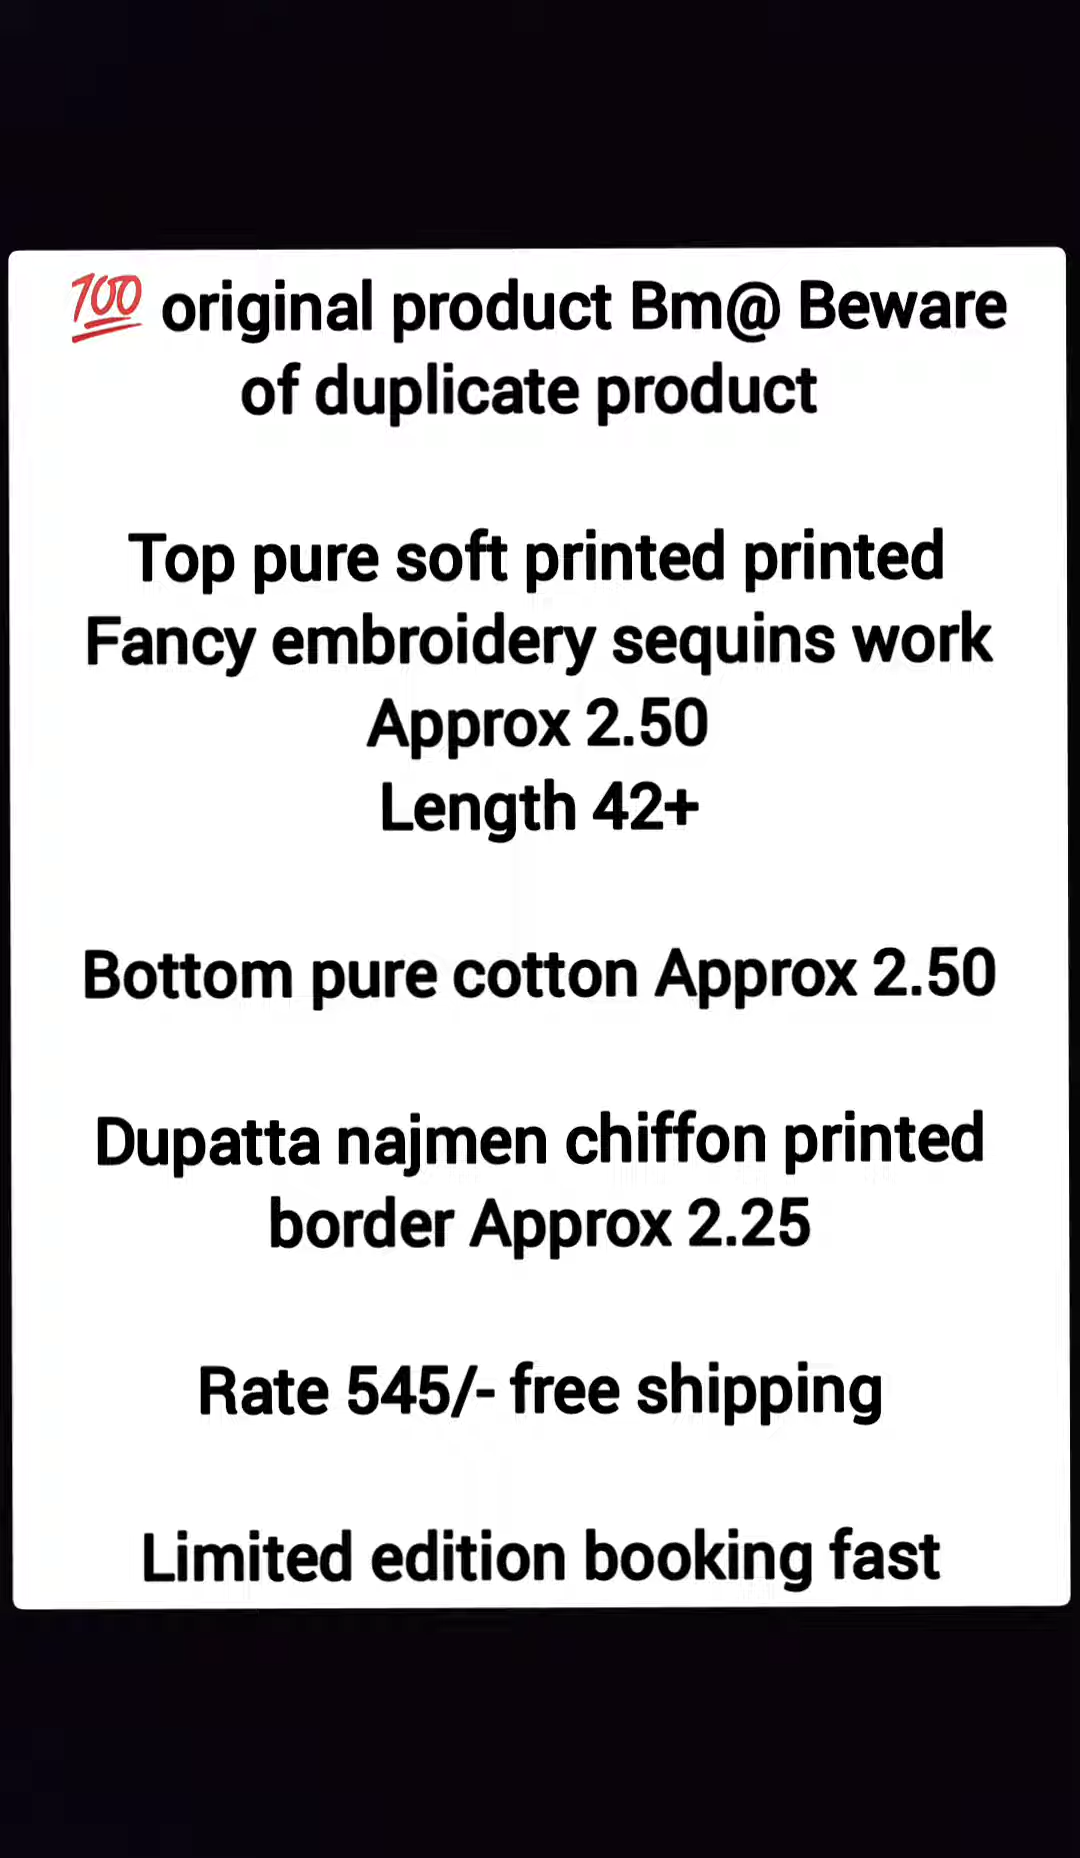 💯 original product Bm@ Beware
of duplicate product
Top pure soft printed printed
Fancy embroidery sequins work
Approx 2.50
Length 42+
Bottom pure cotton Approx 2.50
Dupatta najmen chiffon printed
border Approx 2.25
Rate 545/- free shipping
Limited edition booking fast